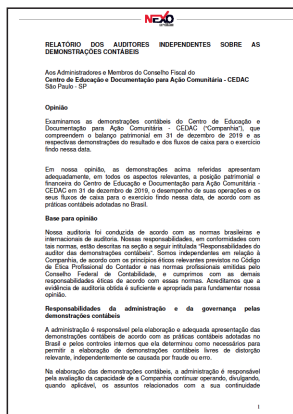 NEXO
RELATÓRIO DOS AUDITORES INDEPENDENTES SOBRE AS
DEMONSTRAÇÕES CONTÁBEIS
Aos Administradores e Membros do Conselho Fiscal do
Centro de Educação e Documentação para Ação Comunitária - CEDAC
São Paulo - SP
Opinião
Examinamos as demonstrações contábeis do Centro de Educação e
Documentação para Ação Comunitária - CEDAC ("Companhia"), que
compreendem o balanço patrimonial em 31 de dezembro de 2019 e as
respectivas demonstrações do resultado e dos fluxos de caixa para o exercício
findo nessa data.
Em nossa opinião, as demonstrações acima referidas apresentam
adequadamente, em todos os aspectos relevantes, a posição patrimonial e
financeira do Centro de Educação e Documentação para Ação Comunitária -
CEDAC em 31 de dezembro de 2019, o desempenho de suas operações e os
seus fluxos de caixa para o exercício findo nessa data, de acordo com as
práticas contábeis adotadas no Brasil.
Base para opinião
Nossa auditoria foi conduzida de acordo com as normas brasileiras e
internacionais de auditoria. Nossas responsabilidades, em conformidades com
tais normas, estão descritas na seção a seguir intitulada "Responsabilidades do
auditor das demonstrações contábeis". Somos independentes em relação à
Companhia, de acordo com os princípios éticos relevantes previstos no Código
de Ética Profissional do Contador e nas normas profissionais emitidas pelo
Conselho Federal de Contabilidade, e cumprimos com as demais
responsabilidades éticas de acordo com essas normas. Acreditamos que a
evidência de auditoria obtida é suficiente e apropriada para fundamentar nossa
opinião.
Responsabilidades da administração e da governança pelas
demonstrações contábeis
A administração é responsável pela elaboração e adequada apresentação das
demonstrações contábeis de acordo com as práticas contábeis adotadas no
Brasil e pelos controles internos que ela determinou como necessários para
permitir a elaboração de demonstrações contábeis livres de distorção
relevante, independentemente se causada por fraude ou erro.
Na elaboração das demonstrações contábeis, a administração é responsável
pela avaliação da capacidade de a Companhia continuar operando, divulgando,
quando aplicável, os assuntos relacionados com a sua continuidade
1